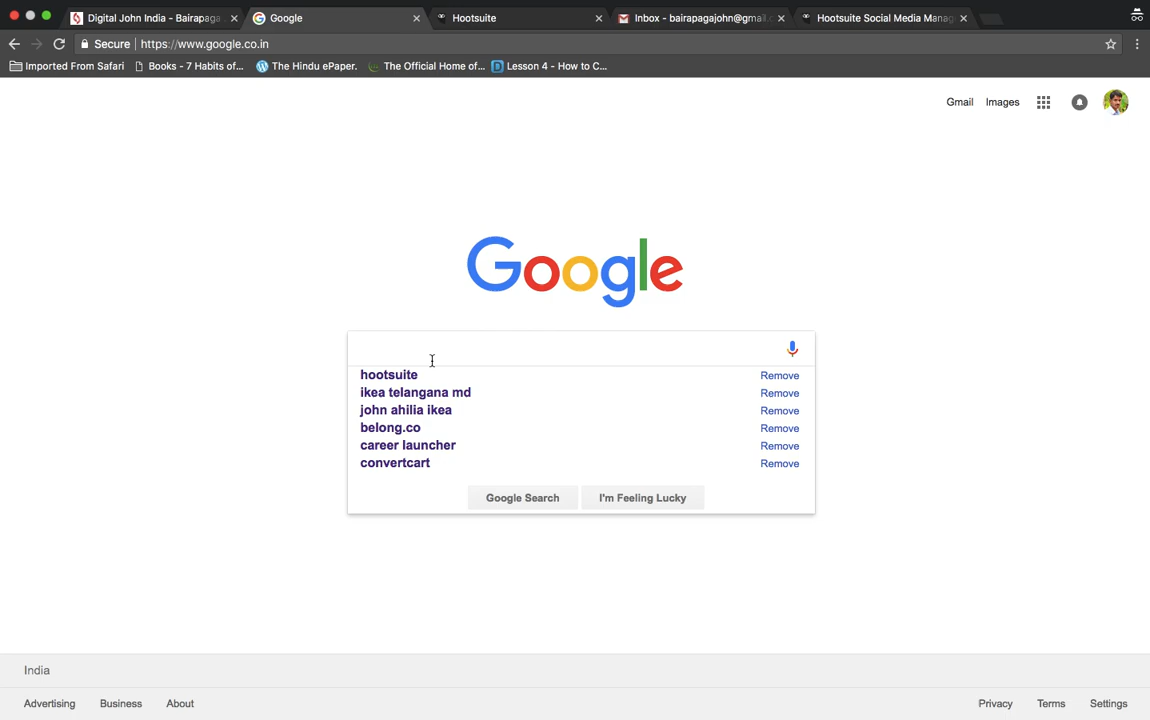 Digital John India - Bairapaga
Google
Hootsuite
Inbox - bairapagajohn@gmail.c
Hootsuite Social Media Manag
Secure
https://www.google.co.in
Imported From Safari
Books - 7 Habits of...
The Hindu ePaper.
The Official Home of...
Lesson 4 - How to C...
Gmail
Images
Google
hootsuite
Remove
ikea telangana md
Remove
john ahilia ikea
Remove
belong.co
Remove
career launcher
Remove
convertcart
Remove
Google Search
I'm Feeling Lucky
India
Advertising
Business
About
Privacy
Terms
Settings